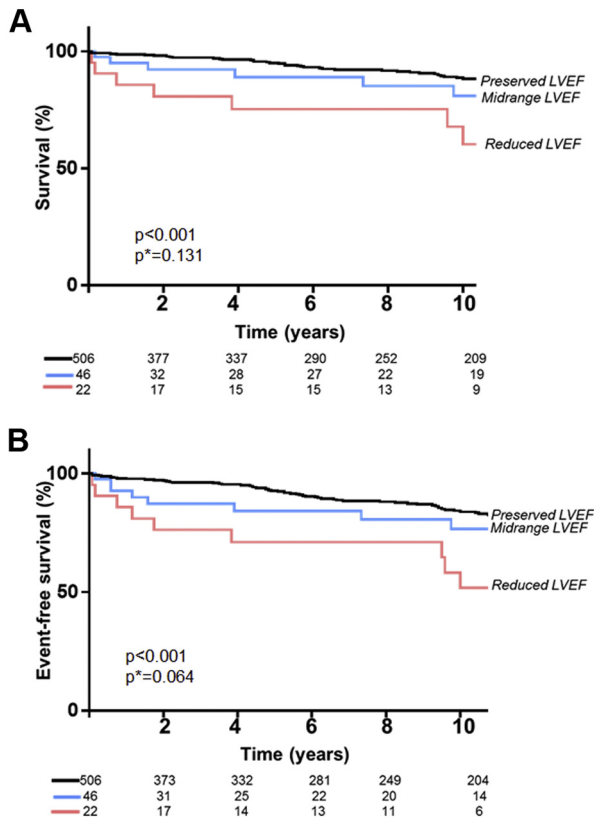 A
100
50
0
Survival (%)
Preserved LVEF
Midrange LVEF
Reduced LVEF
p<0.001
p*=0.131
2 4 6 8 10
Time (years)
506 377 337 290 252 209
46 32 28 27 22 19
22 17 15 15 13 9
B
100
50
0
Event-free survival (%)
Preserved LVEF
Midrange LVEF
Reduced LVEF
p<0.001
p*=0.064
2 4 6 8 10
Time (years)
506 373 332 281 249 204
46 31 25 22 20 14
22 17 14 13 11 6